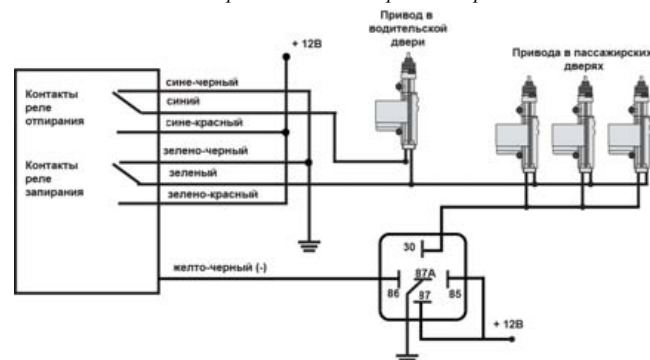 + 12В
Привод в
водительской
двери
Привода в пассажирских
дверях
Контакты
реле
отпирания
сине-черный
синий
сине-красный
Контакты
реле
запирания
зелено-черный
зеленый
зелено-красный
желто-черный (-)
30
87А
86
87
85
+ 12В